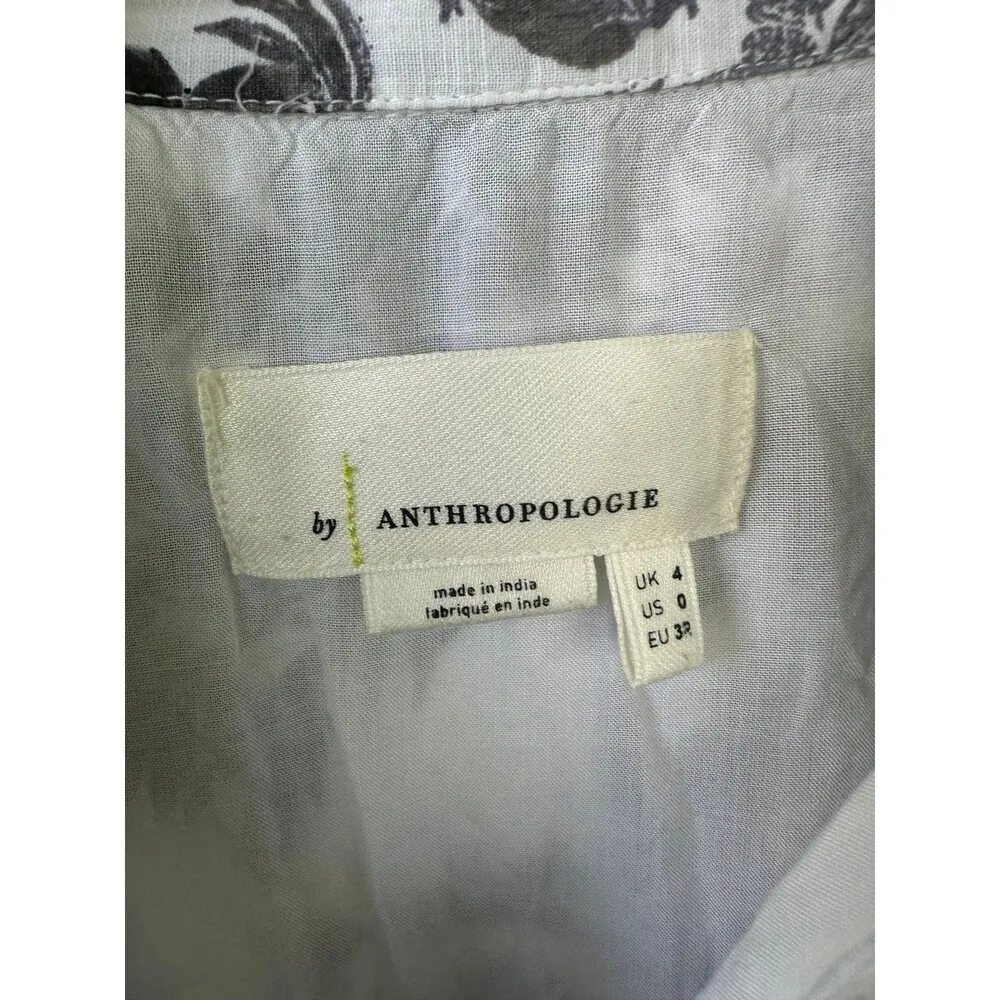 by ANTHROPOLOGIE
made in india
fabriqué en inde
UK 4
US 0
EU 32